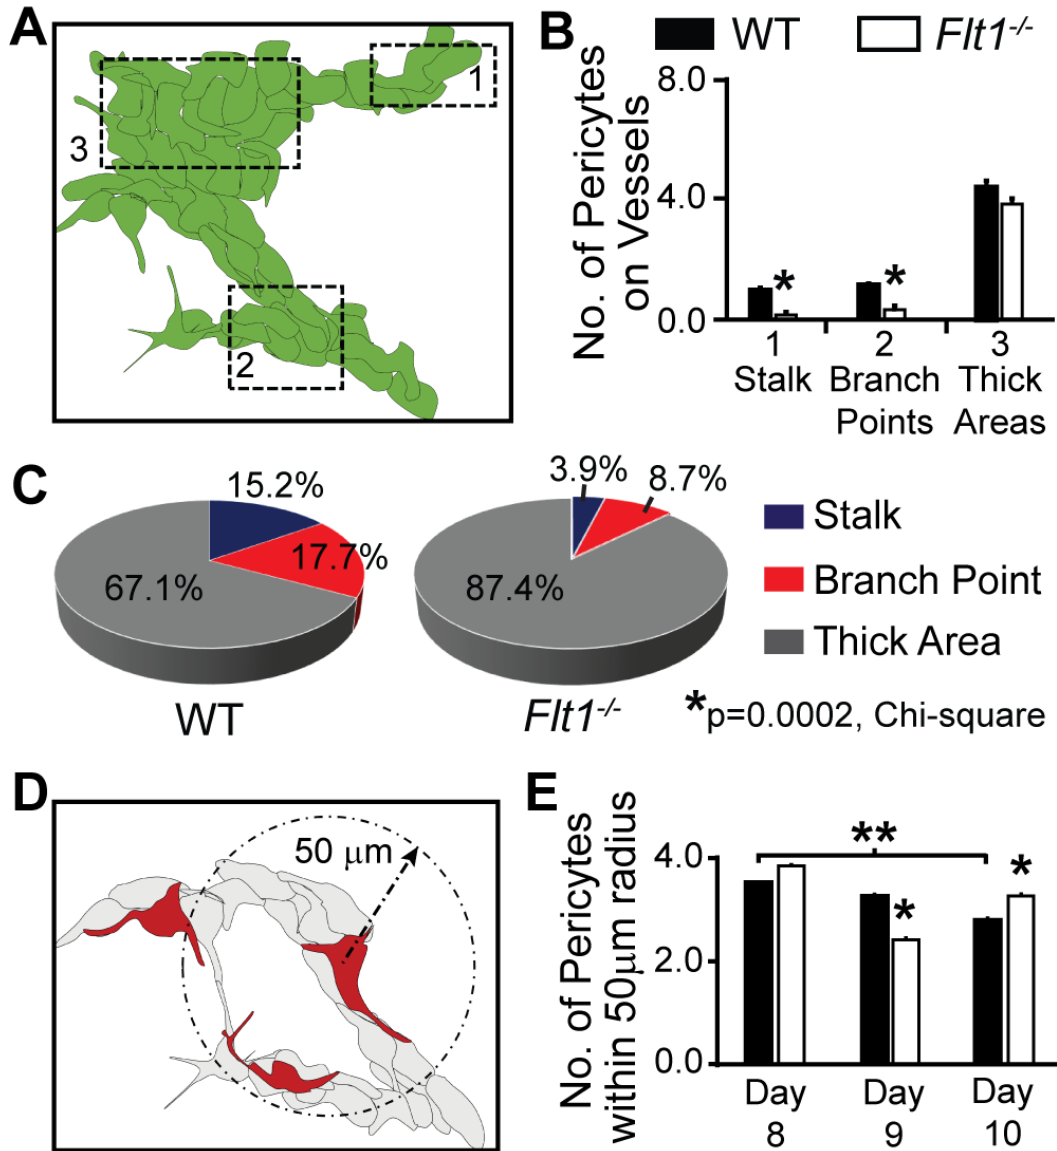 A
1
3
2
B
WT
Flt1-/-
No. of Pericytes
on Vessels
8.0
4.0
0.0
*
*
1
2
3
Stalk
Branch
Points
Thick
Areas
C
15.2%
17.7%
67.1%
WT
3.9%
8.7%
87.4%
Flt1-/-
Stalk
Branch Point
Thick Area
*p=0.0002, Chi-square
D
50 μm
E
No. of Pericytes
within 50μm radius
4.0
2.0
0.0
**
*
*
Day
8
Day
9
Day
10